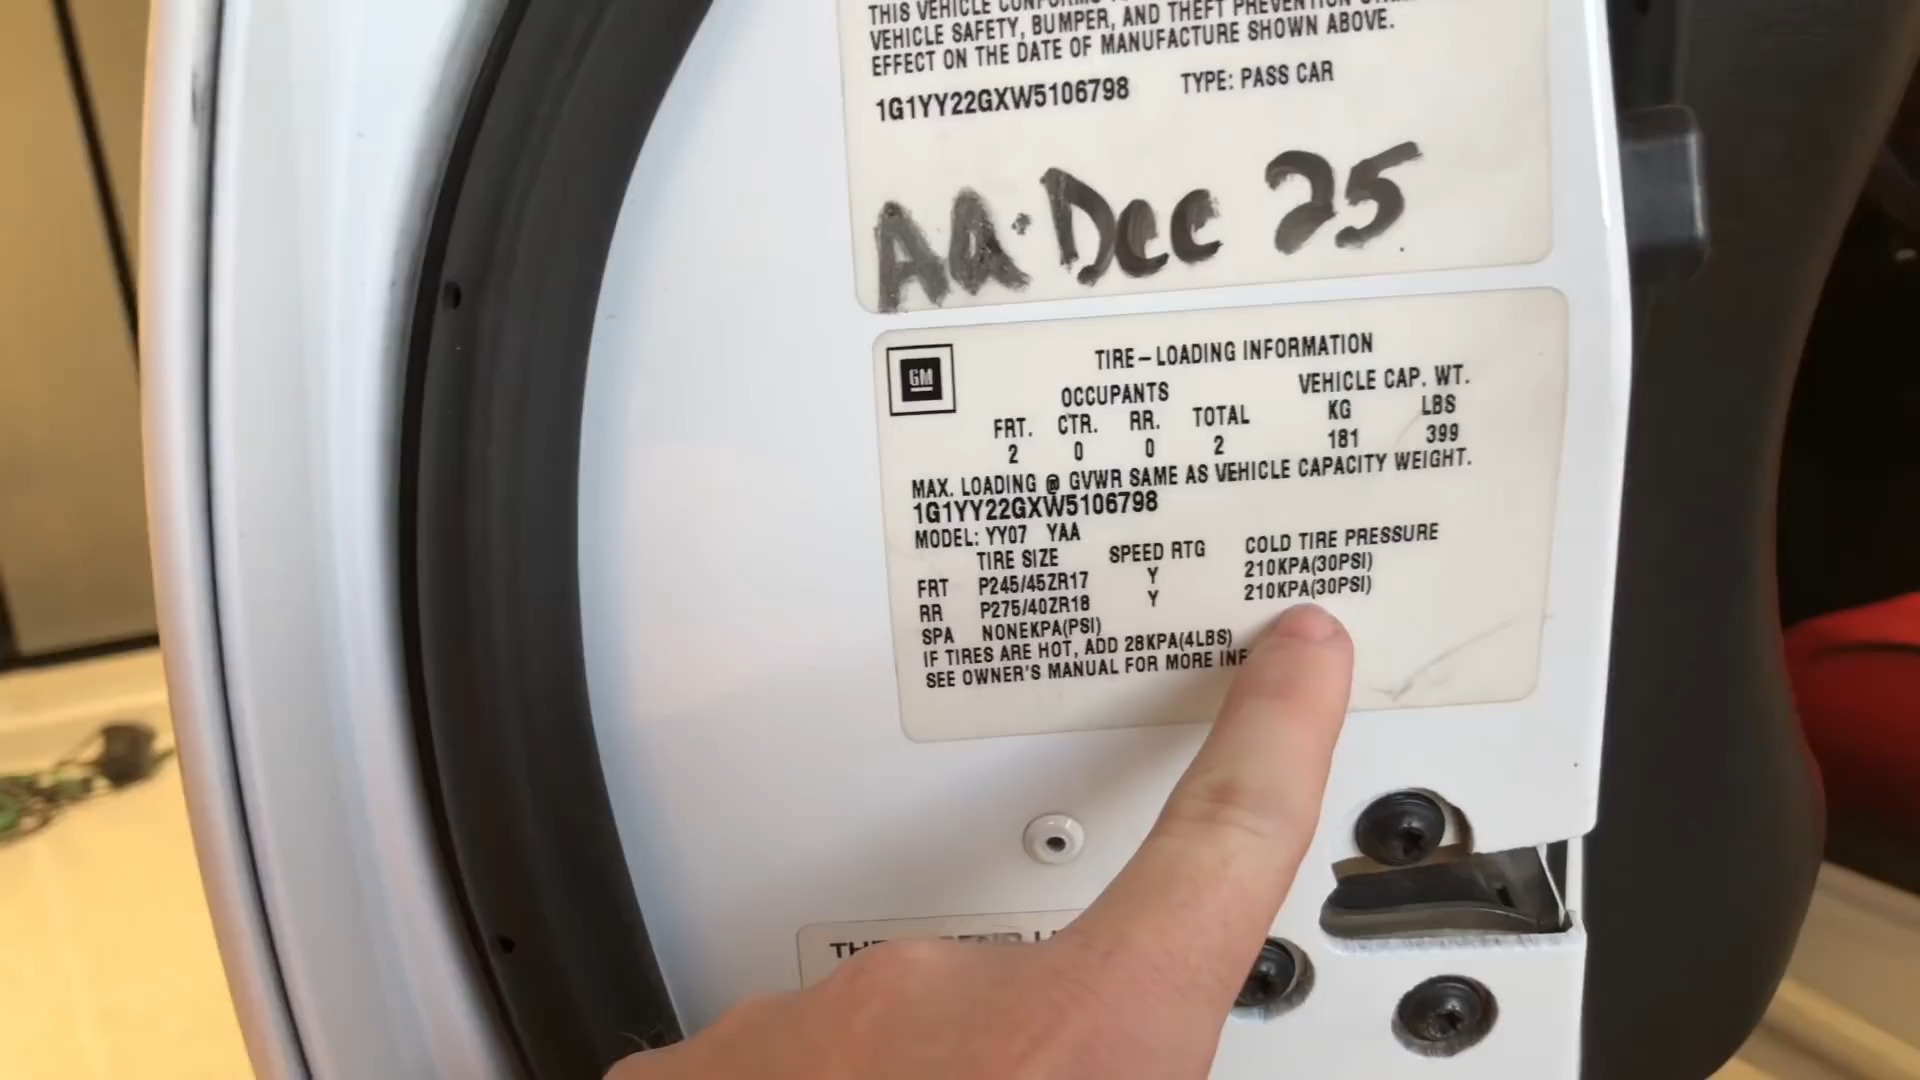 THIS VEHICLE CONFORMS
VEHICLE SAFETY, BUMPER, AND THEFT PREVENTION
EFFECT ON THE DATE OF MANUFACTURE SHOWN ABOVE.
1G1YY22GXW5106798 TYPE: PASS CAR
AA·Dec 25
GM
TIRE-LOADING INFORMATION
OCCUPANTS VEHICLE CAP. WT.
FRT. CTR. RR. TOTAL KG LBS
2 0 0 2 181 399
MAX. LOADING @ GVWR SAME AS VEHICLE CAPACITY WEIGHT.
1G1YY22GXW5106798
MODEL: YY07 YAA
TIRE SIZE SPEED RTG COLD TIRE PRESSURE
FRT P245/45ZR17 Y 210KPA(30PSI)
RR P275/40ZR18 Y 210KPA(30PSI)
SPA NONEKPA(PSI)
IF TIRES ARE HOT, ADD 28KPA(4LBS)
SEE OWNER'S MANUAL FOR MORE